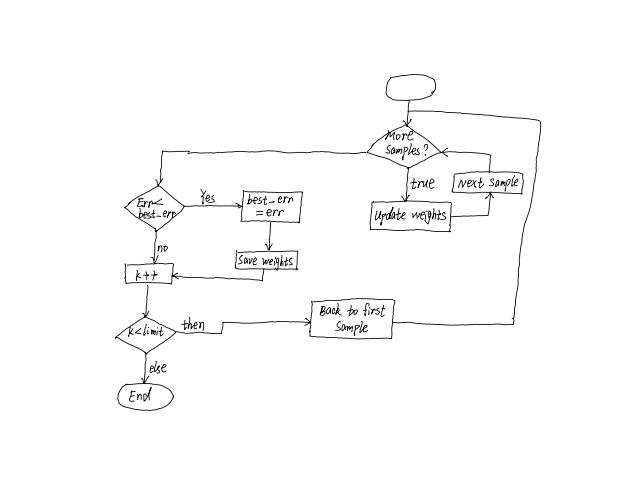 More
samples?
true
Next sample
Update weights
Err<
best_err
Yes
best_err
= err
no
Save weights
k++
k<limit
then
Back to first
Sample
else
End